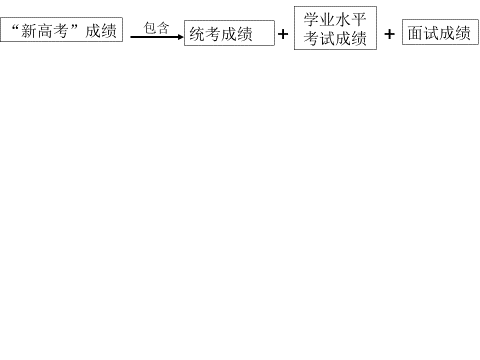 “新高考”成绩
包含
统考成绩
+
学业水平
考试成绩
+
面试成绩